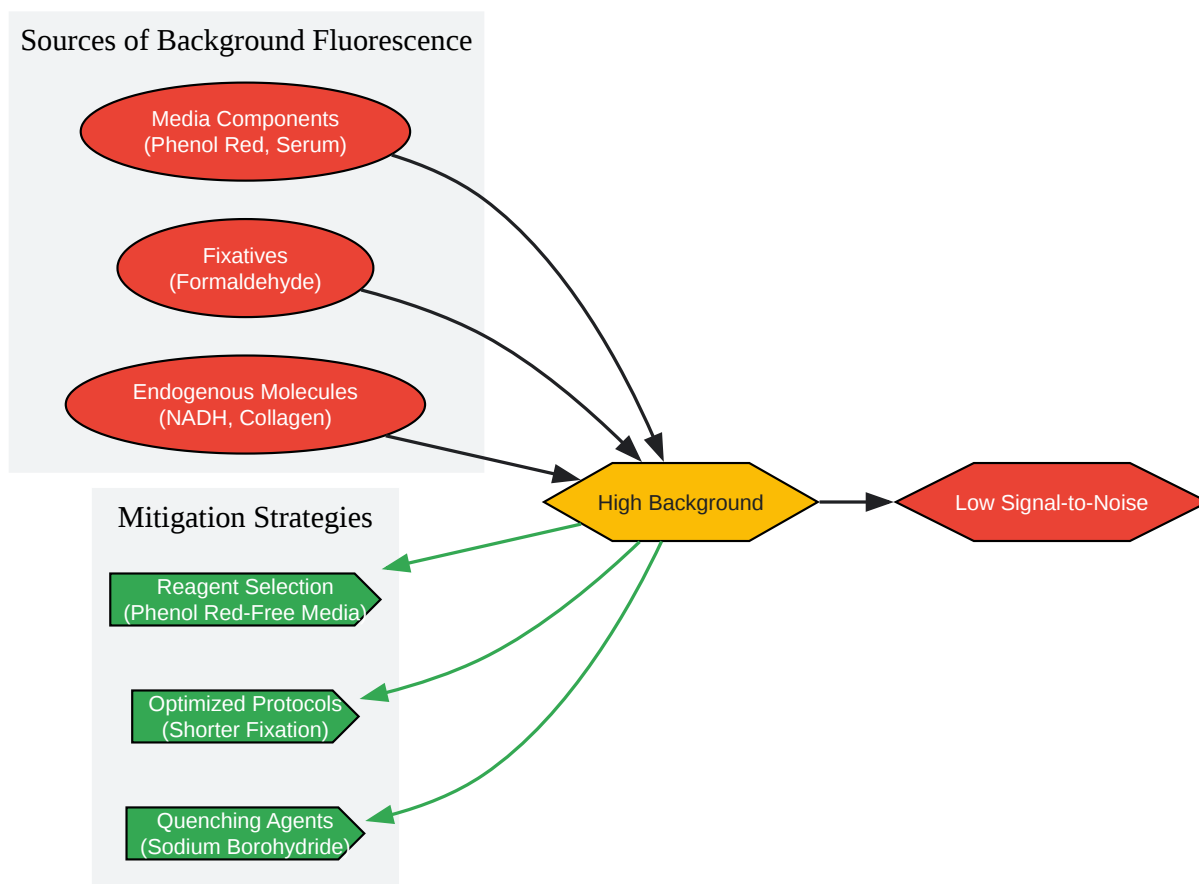 Sources of Background Fluorescence
Media Components
(Phenol Red, Serum)
Fixatives
(Formaldehyde)
Endogenous Molecules
(NADH, Collagen)
High Background
Low Signal-to-Noise
Mitigation Strategies
Reagent Selection
(Phenol Red-Free Media)
Optimized Protocols
(Shorter Fixation)
Quenching Agents
(Sodium Borohydride)